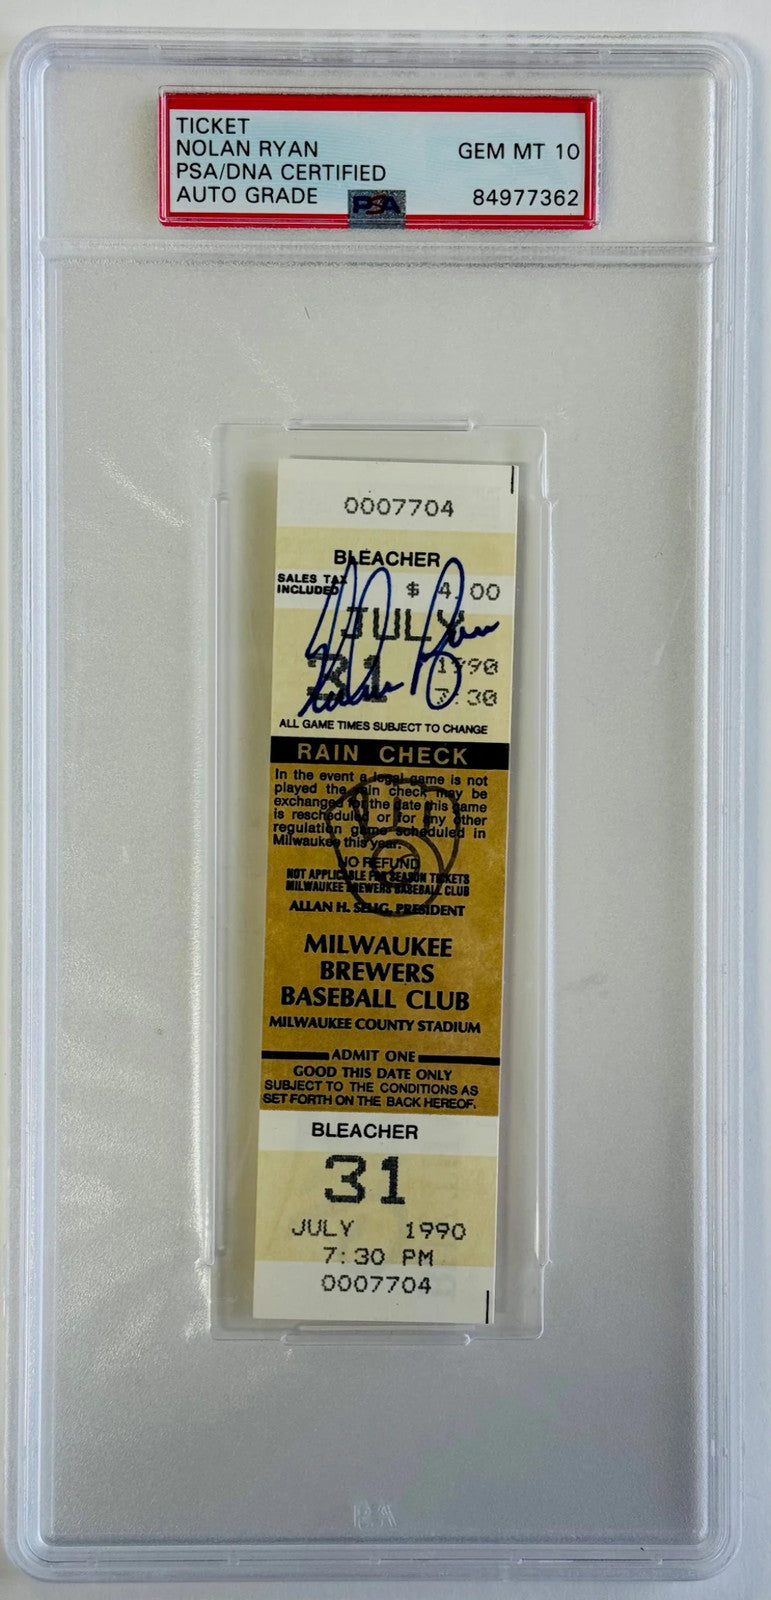 TICKET
NOLAN RYAN GEM MT 10
PSA/DNA CERTIFIED
AUTO GRADE PSA 84977362
0007704
BLEACHER
SALES TAX
INCLUDED $ 4.00
JULY
31 1990
7:30
Nolan Ryan
ALL GAME TIMES SUBJECT TO CHANGE
RAIN CHECK
In the event a legal game is not
played the rain check may be
exchanged for the date this game
is rescheduled or for any other
regulation game scheduled in
Milwaukee this year.
NO REFUND
NOT APPLICABLE FOR SEASON TICKETS
MILWAUKEE BREWERS BASEBALL CLUB
ALLAN H. SELIG, PRESIDENT
MILWAUKEE
BREWERS
BASEBALL CLUB
MILWAUKEE COUNTY STADIUM
ADMIT ONE
GOOD THIS DATE ONLY
SUBJECT TO THE CONDITIONS AS
SET FORTH ON THE BACK HEREOF.
BLEACHER
31
JULY 1990
7:30 PM
0007704